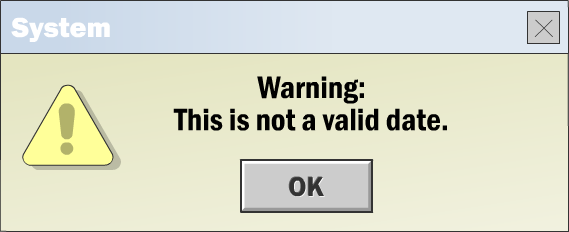 System
Warning:
This is not a valid date.
OK